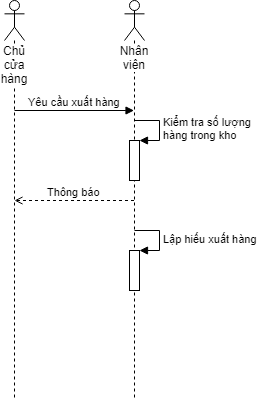 Chủ
cửa
hàng
Nhân
viên
Yêu cầu xuất hàng
Kiểm tra số lượng
hàng trong kho
Thông báo
Lập hiếu xuất hàng